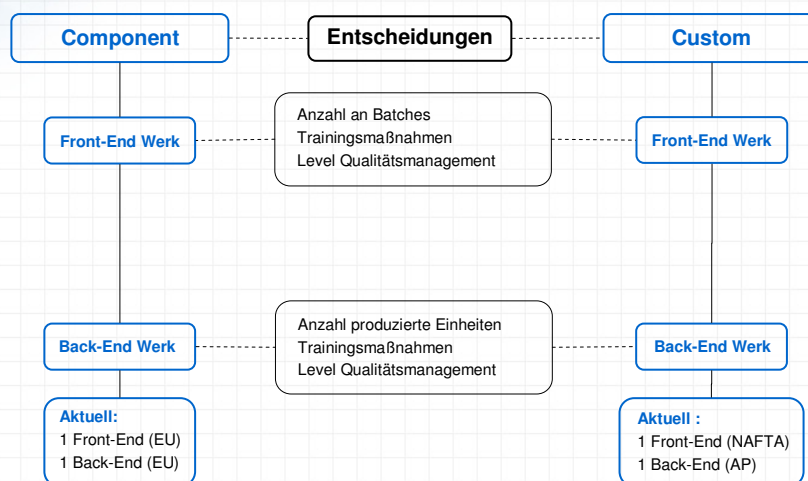 Component
Entscheidungen
Custom
Front-End Werk
Anzahl an Batches
Trainingsmaßnahmen
Level Qualitätsmanagement
Front-End Werk
Back-End Werk
Anzahl produzierte Einheiten
Trainingsmaßnahmen
Level Qualitätsmanagement
Back-End Werk
Aktuell:
1 Front-End (EU)
1 Back-End (EU)
Aktuell :
1 Front-End (NAFTA)
1 Back-End (AP)